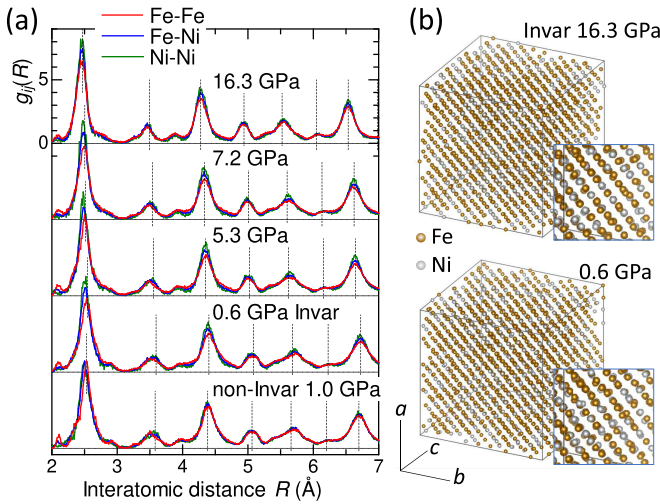 (a)
Fe-Fe
Fe-Ni
Ni-Ni
g_ij(R)
5
0
16.3 GPa
7.2 GPa
5.3 GPa
0.6 GPa Invar
non-Invar 1.0 GPa
2 3 4 5 6 7
Interatomic distance R (Å)
(b)
Invar 16.3 GPa
Fe
Ni
0.6 GPa
a
c
b